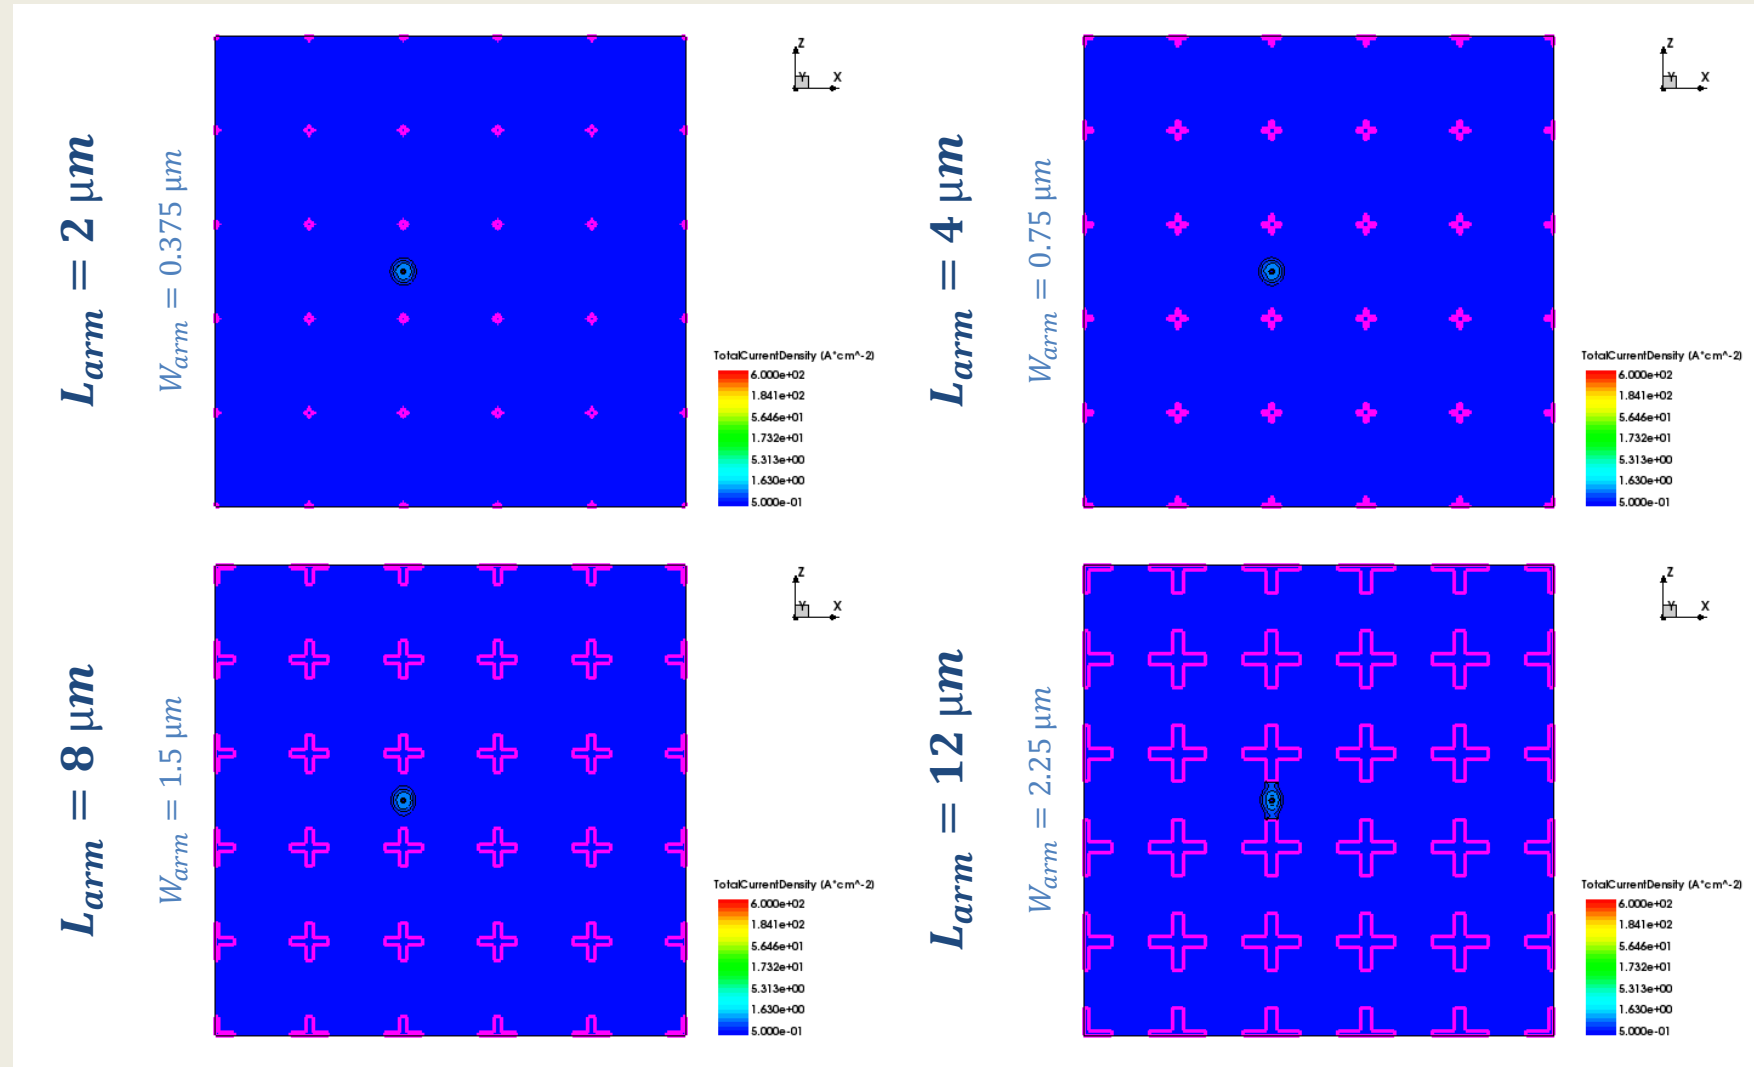 L_arm = 2 μm
W_arm = 0.375 μm
Z
Y X
TotalCurrentDensity (A*cm^-2)
6.000e+02
1.841e+02
5.646e+01
1.732e+01
5.313e+00
1.630e+00
5.000e-01
L_arm = 4 μm
W_arm = 0.75 μm
Z
Y X
TotalCurrentDensity (A*cm^-2)
6.000e+02
1.841e+02
5.646e+01
1.732e+01
5.313e+00
1.630e+00
5.000e-01
L_arm = 8 μm
W_arm = 1.5 μm
Z
Y X
TotalCurrentDensity (A*cm^-2)
6.000e+02
1.841e+02
5.646e+01
1.732e+01
5.313e+00
1.630e+00
5.000e-01
L_arm = 12 μm
W_arm = 2.25 μm
Z
Y X
TotalCurrentDensity (A*cm^-2)
6.000e+02
1.841e+02
5.646e+01
1.732e+01
5.313e+00
1.630e+00
5.000e-01